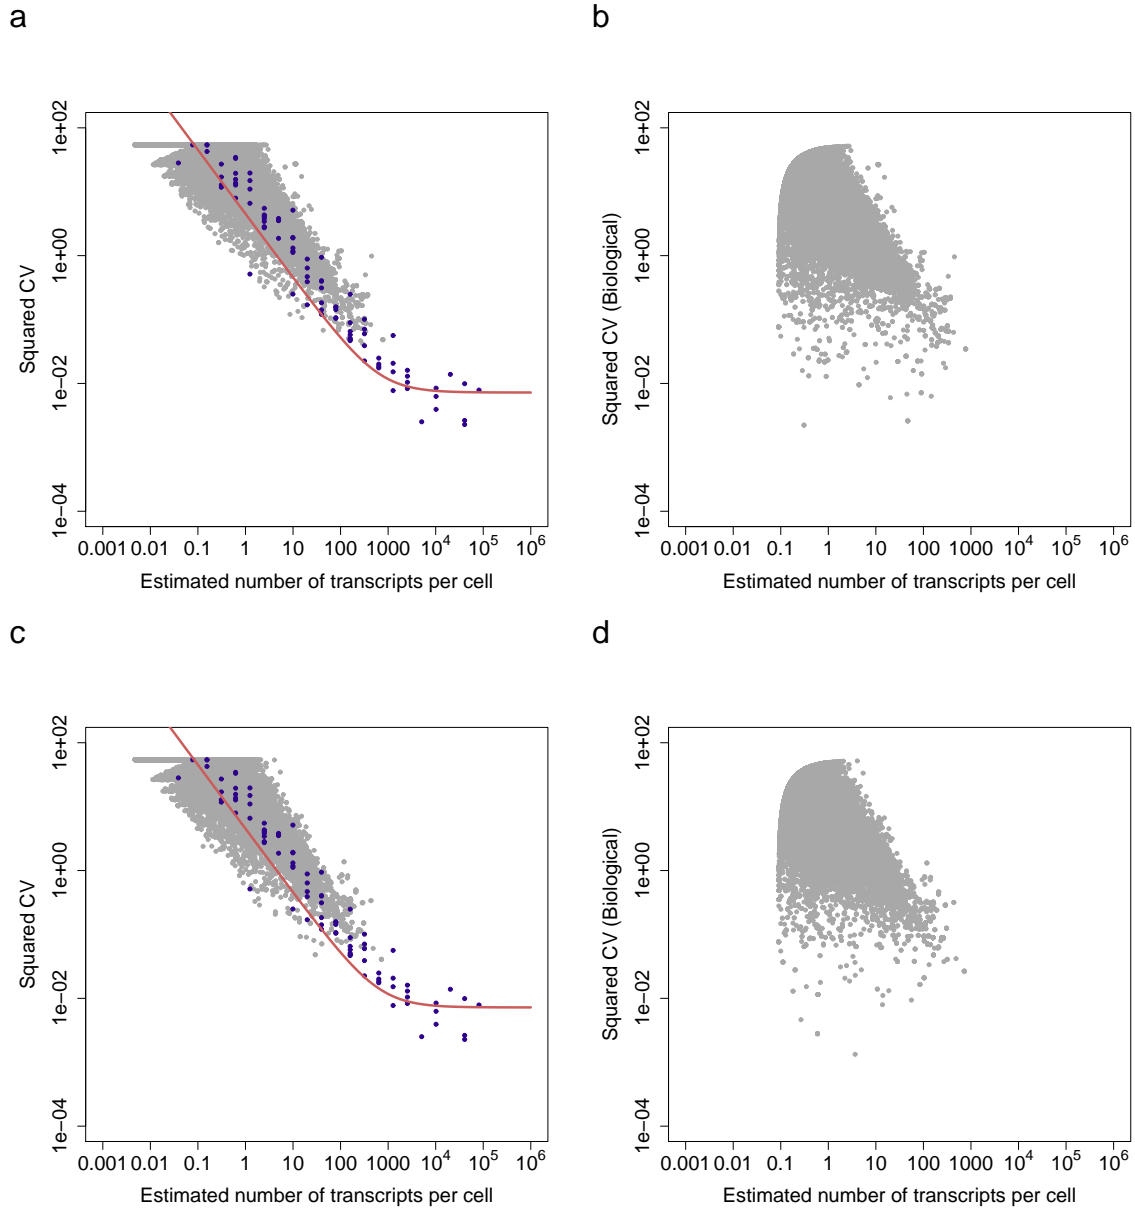 a
b
1e+02
1e+00
1e−02
1e−04
Squared CV
0.001 0.01 0.1 1 10 100 1000 10^4 10^5 10^6
Estimated number of transcripts per cell
1e+02
1e+00
1e−02
1e−04
Squared CV (Biological)
0.001 0.01 0.1 1 10 100 1000 10^4 10^5 10^6
Estimated number of transcripts per cell
c
d
1e+02
1e+00
1e−02
1e−04
Squared CV
0.001 0.01 0.1 1 10 100 1000 10^4 10^5 10^6
Estimated number of transcripts per cell
1e+02
1e+00
1e−02
1e−04
Squared CV (Biological)
0.001 0.01 0.1 1 10 100 1000 10^4 10^5 10^6
Estimated number of transcripts per cell